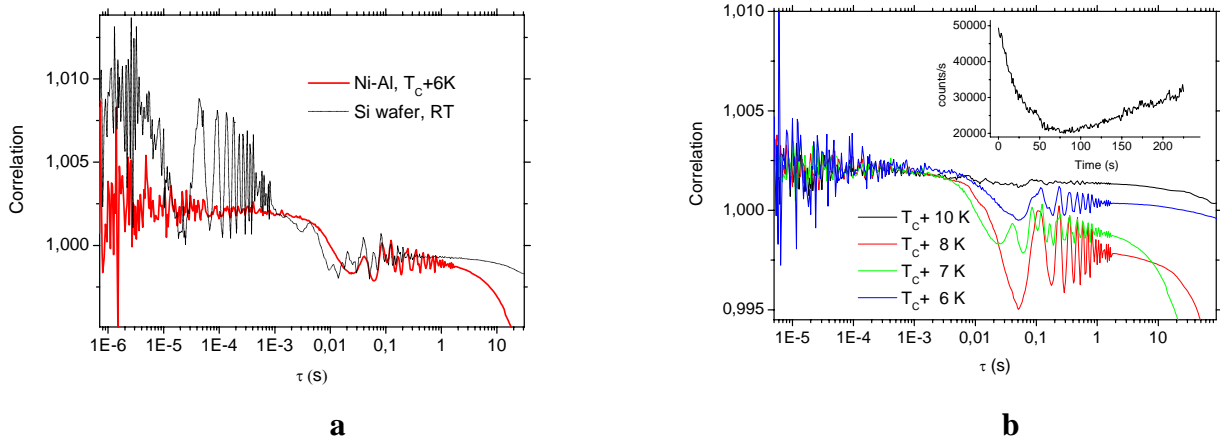 1,010
1,005
1,000
Correlation
Ni-Al, TC+6K
Si wafer, RT
1E-6 1E-5 1E-4 1E-3 0,01 0,1 1 10
τ (s)
a
1,010
1,005
1,000
0,995
Correlation
50000
40000
30000
20000
counts/s
0 50 100 150 200
Time (s)
TC+ 10 K
TC+ 8 K
TC+ 7 K
TC+ 6 K
1E-5 1E-4 1E-3 0,01 0,1 1 10
τ (s)
b